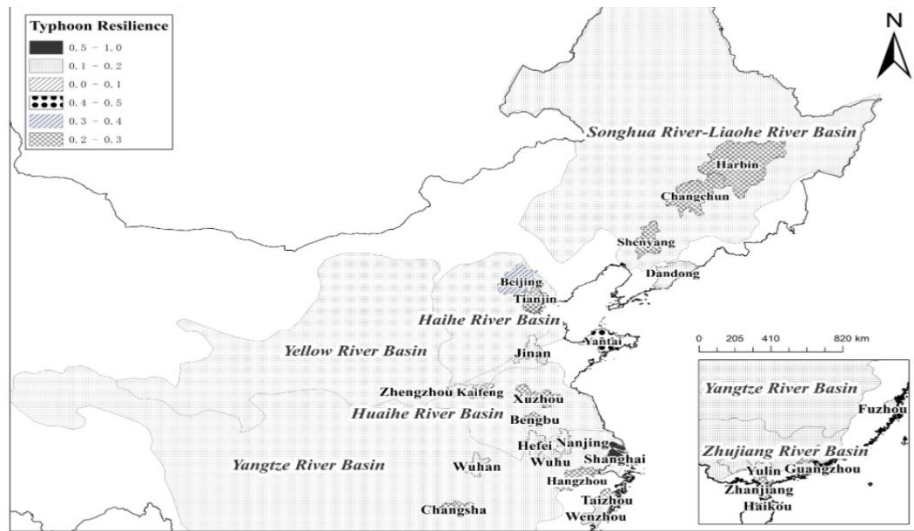 Typhoon Resilience
0.5 - 1.0
0.1 - 0.2
0.0 - 0.1
0.4 - 0.5
0.3 - 0.4
0.2 - 0.3
N
Songhua River-Liaohe River Basin
Harbin
Changchun
Shenyang
Dandong
Beijing
Tianjin
Haihe River Basin
Yantai
Yellow River Basin
Jinan
0 205 410 820 km
Zhengzhou Kaifeng
Xuzhou
Huaihe River Basin
Bengbu
Hefei Nanjing
Shanghai
Wuhu
Yangtze River Basin
Wuhan
Hangzhou
Taizhou
Changsha
Wenzhou
Yangtze River Basin
Fuzhou
Zhujiang River Basin
Yulin Guangzhou
Zhanjiang
Haikou